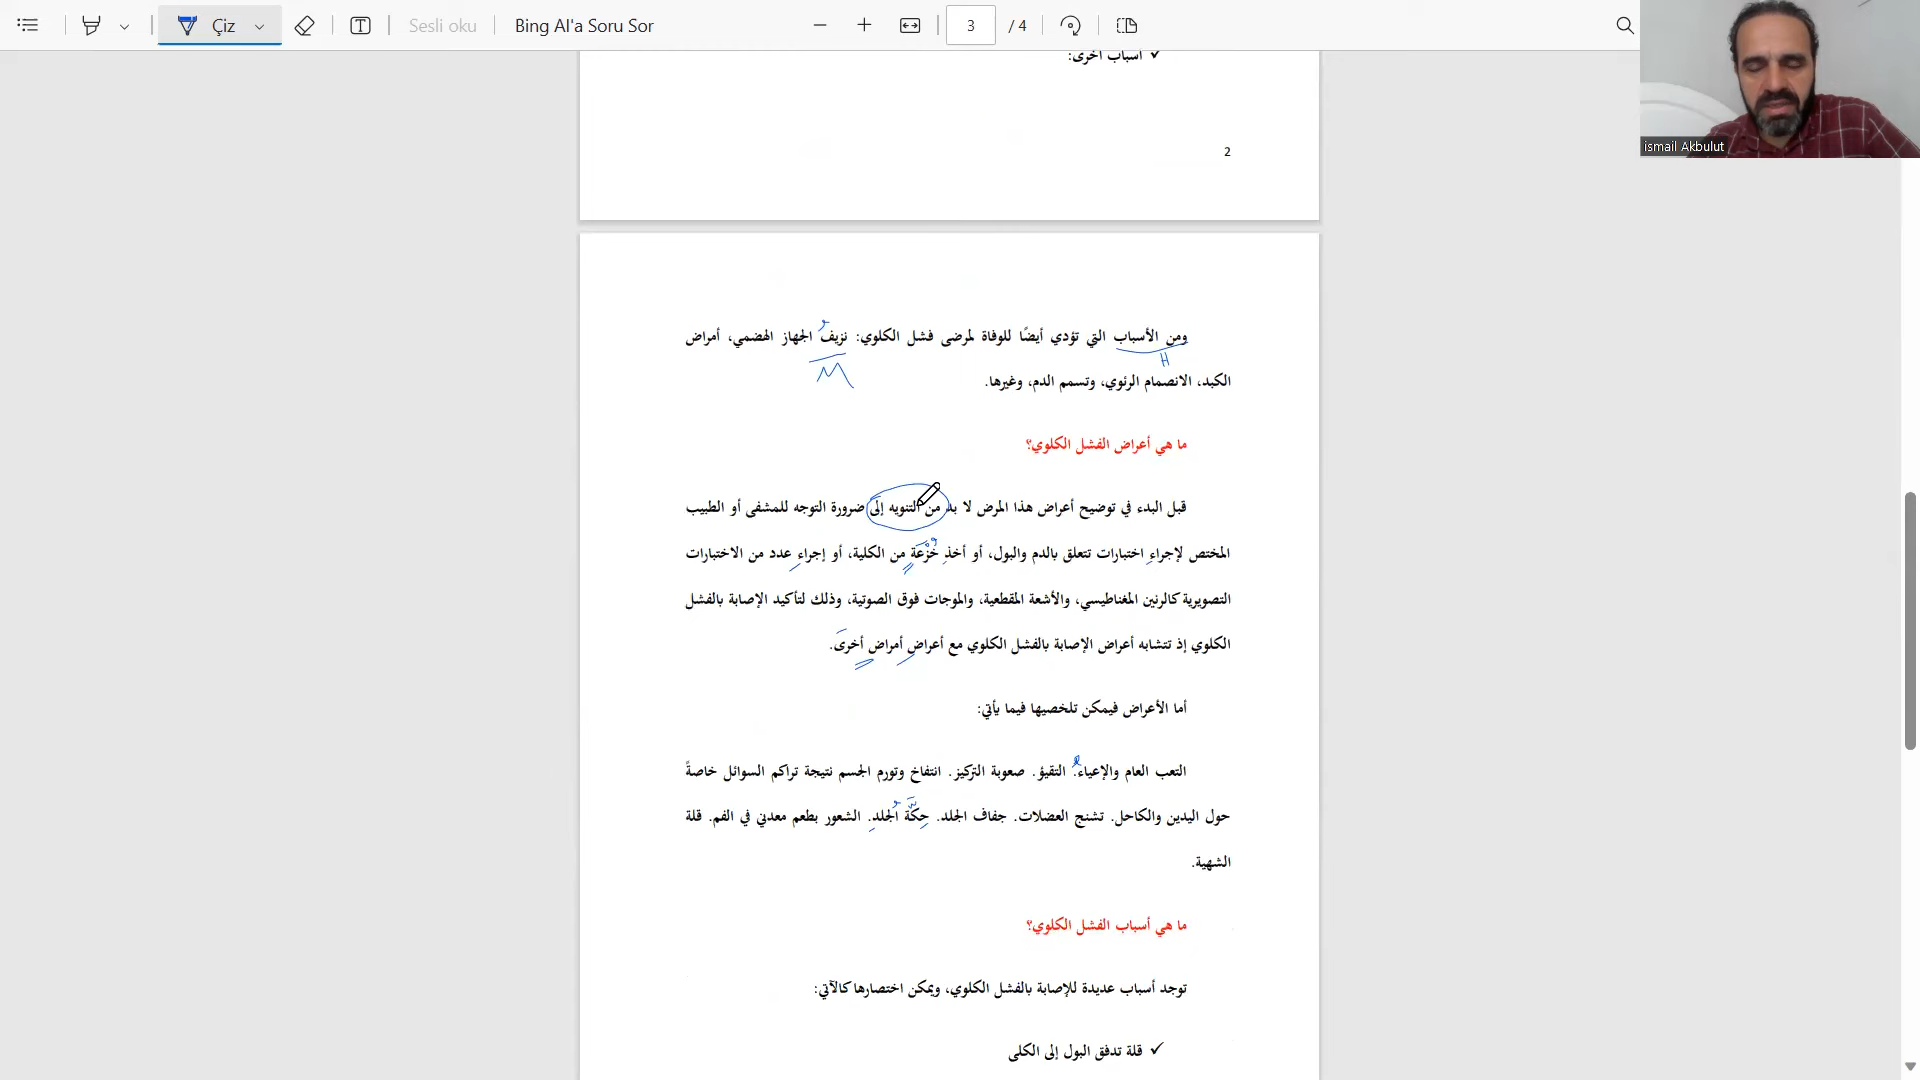 Çiz
Sesli oku
Bing AI'a Soru Sor
3 / 4
ismail Akbulut
✓ أسباب أخرى:
2
ومن الأسباب التي تؤدي أيضًا للوفاة لمرضى فشل الكلوي: نزيفُ الجهاز الهضمي، أمراض
H
M
الكبد، الانصمام الرئوي، وتسمم الدم، وغيرها.
ما هي أعراض الفشل الكلوي؟
قبل البدء في توضيح أعراض هذا المرض لا بد من التنويه إلى ضرورة التوجه للمشفى أو الطبيب
المختص لإجراءِ اختبارات تتعلق بالدم والبول، أو أخذِ خُزْعَة من الكلية، أو إجراءِ عدد من الاختبارات
التصويرية كالرنين المغناطيسي، والأشعة المقطعية، والموجات فوق الصوتية، وذلك لتأكيد الإصابة بالفشل
الكلوي إذ تتشابه أعراض الإصابة بالفشل الكلوي مع أعراضِ أمراضٍ أخرىَ.
أما الأعراض فيمكن تلخصيها فيما يأتي:
التعب العام والإعياء. التقيؤ. صعوبة التركيز. انتفاخ وتورم الجسم نتيجة تراكم السوائل خاصةً
حول اليدين والكاحل. تشنج العضلات. جفاف الجلد. حِكَّةُ الجلدِ. الشعور بطعم معدني في الفم. قلة
الشهية.
ما هي أسباب الفشل الكلوي؟
توجد أسباب عديدة للإصابة بالفشل الكلوي، ويمكن اختصارها كالآتي:
✓ قلة تدفق البول إلى الكلى